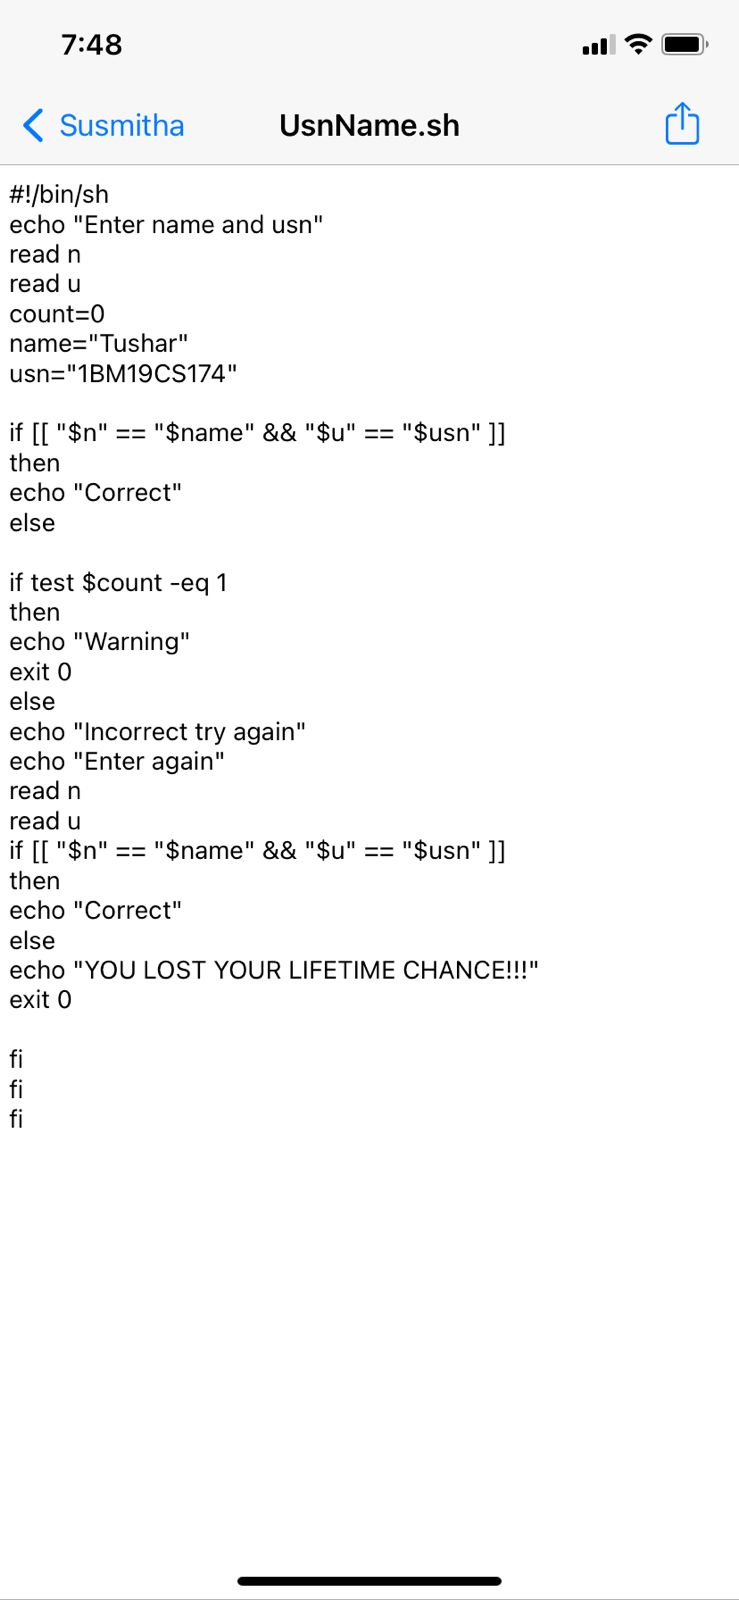 7:48
Susmitha
UsnName.sh
#!/bin/sh
echo "Enter name and usn"
read n
read u
count=0
name="Tushar"
usn="1BM19CS174"
if [[ "$n" == "$name" && "$u" == "$usn" ]]
then
echo "Correct"
else
if test $count -eq 1
then
echo "Warning"
exit 0
else
echo "Incorrect try again"
echo "Enter again"
read n
read u
if [[ "$n" == "$name" && "$u" == "$usn" ]]
then
echo "Correct"
else
echo "YOU LOST YOUR LIFETIME CHANCE!!!"
exit 0
fi
fi
fi